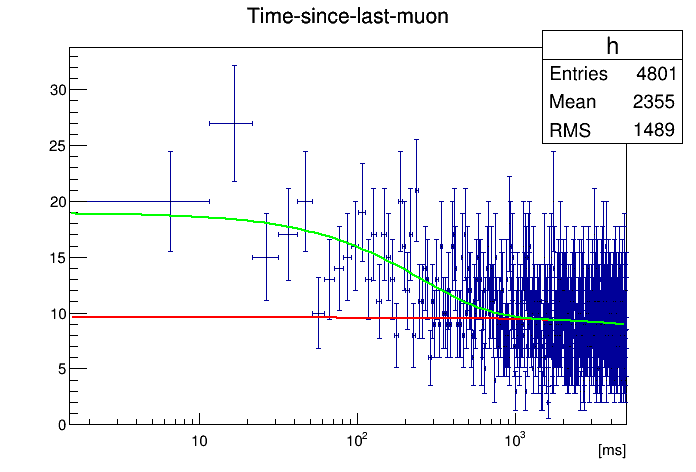 Time-since-last-muon
h
Entries 4801
Mean 2355
RMS 1489
30
25
20
15
10
5
0
10 10² 10³
[ms]